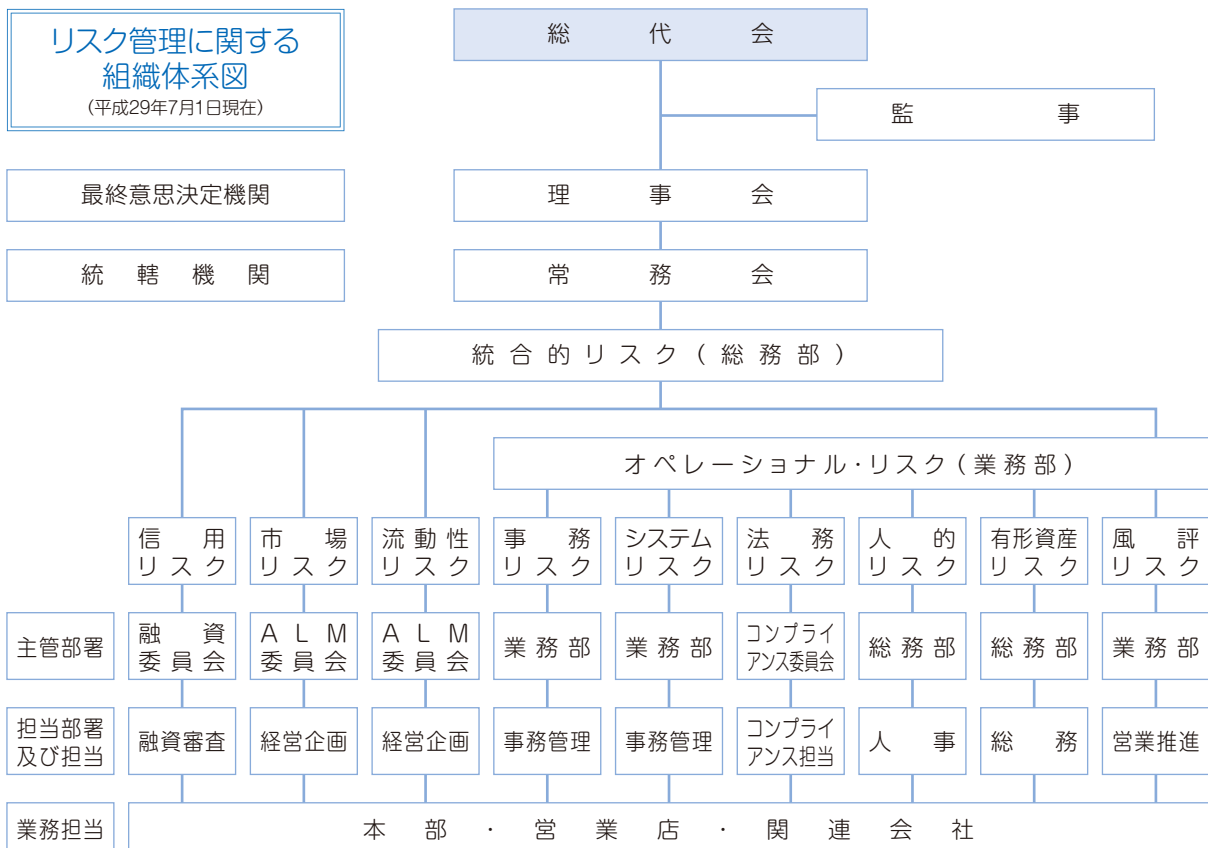 リスク管理に関する
組織体系図
(平成29年7月1日現在)
総代会
監事
最終意思決定機関
理事会
統轄機関
常務会
統合的リスク(総務部)
オペレーショナル・リスク(業務部)
信用
リスク
市場
リスク
流動性
リスク
事務
リスク
システム
リスク
法務
リスク
人的
リスク
有形資産
リスク
風評
リスク
主管部署
融資
委員会
ALM
委員会
ALM
委員会
業務部
業務部
コンプライ
アンス委員会
総務部
総務部
業務部
担当部署
及び担当
融資審査
経営企画
経営企画
事務管理
事務管理
コンプライ
アンス担当
人事
総務
営業推進
業務担当
本部・営業店・関連会社